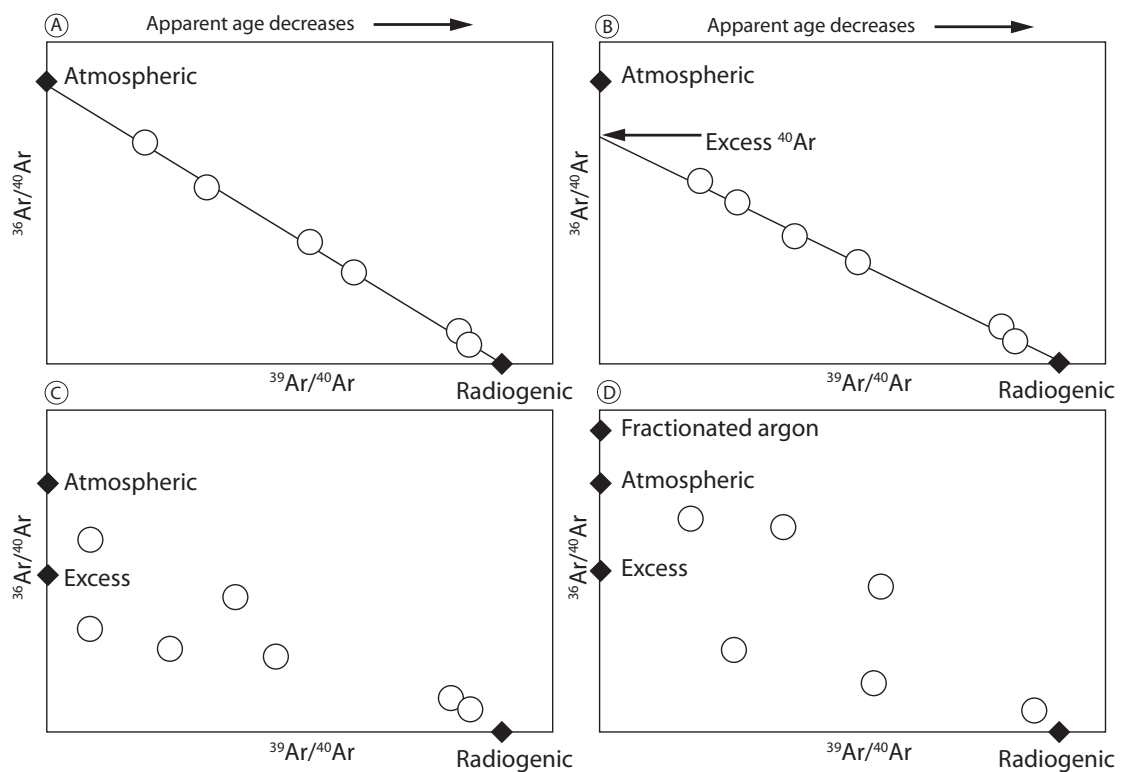 Ⓐ Apparent age decreases
Atmospheric
³⁶Ar/⁴⁰Ar
³⁹Ar/⁴⁰Ar
Radiogenic
Ⓑ Apparent age decreases
Atmospheric
Excess ⁴⁰Ar
³⁶Ar/⁴⁰Ar
³⁹Ar/⁴⁰Ar
Radiogenic
Ⓒ
Atmospheric
Excess
³⁶Ar/⁴⁰Ar
³⁹Ar/⁴⁰Ar
Radiogenic
Ⓓ
Fractionated argon
Atmospheric
Excess
³⁶Ar/⁴⁰Ar
³⁹Ar/⁴⁰Ar
Radiogenic